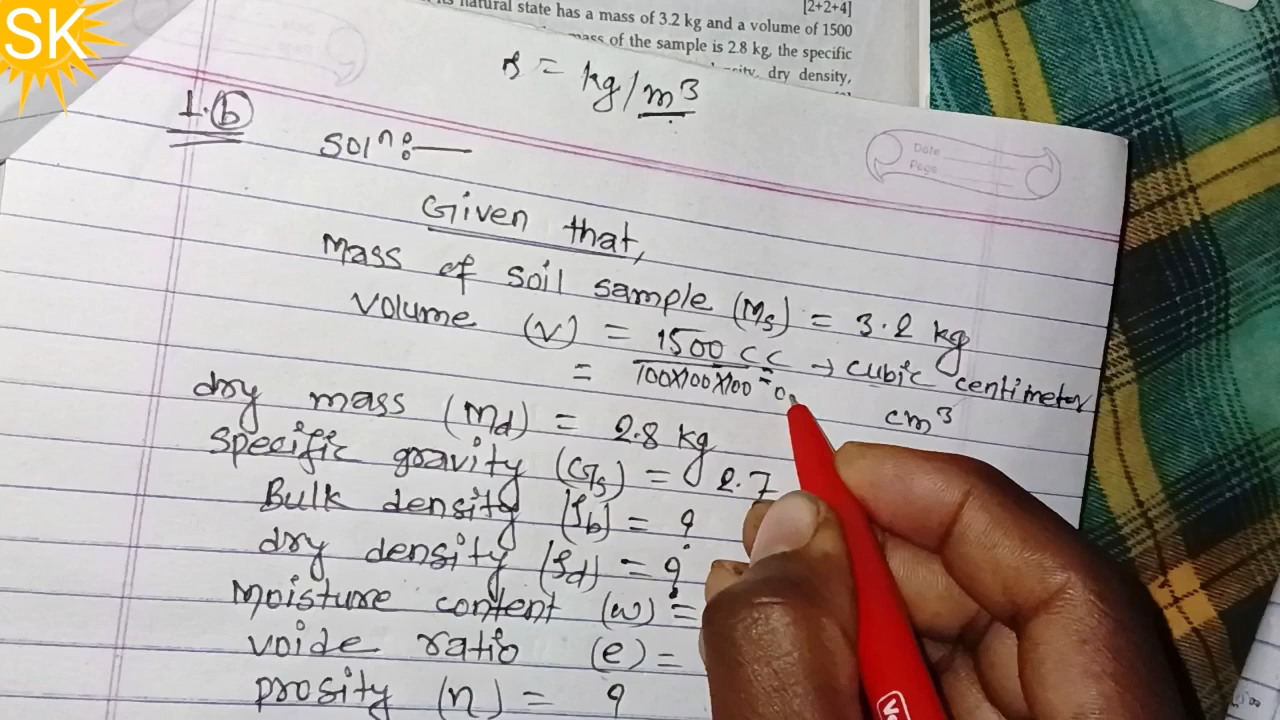 SK
[2+2+4]
natural state has a mass of 3.2 kg and a volume of 1500
mass of the sample is 2.8 kg, the specific
dry density,
= kg/m³
1.(b)
Solⁿ:—
Date
Page
Given that,
Mass of soil sample (Ms) = 3.2 kg
Volume (V) = 1500 cc → cubic centimeter
= 100×100×100 = 0. cm³
dry mass (Md) = 2.8 kg
Specific gravity (Gs) = 2.7
Bulk density (ρb) = ?
dry density (ρd) = ?
Moisture content (w) =
voide ratio (e) =
prosity (n) = ?